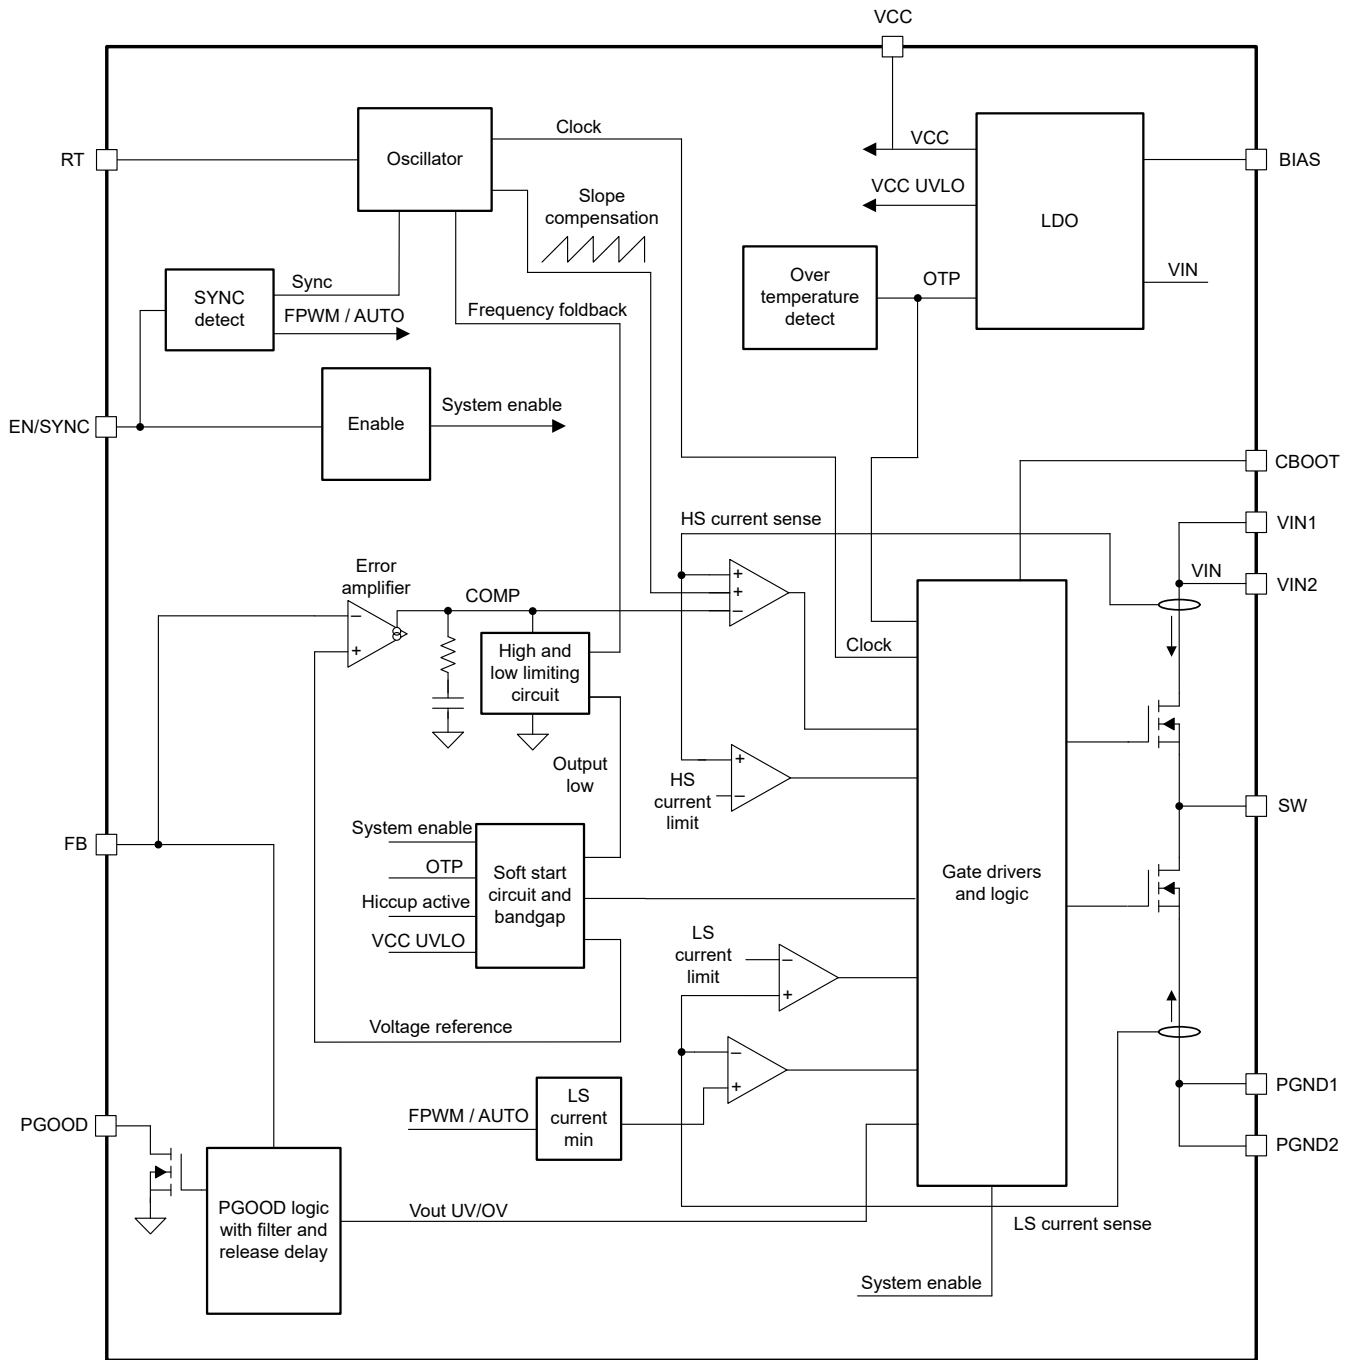 VCC
RT
Oscillator
Clock
Slope
compensation
VCC
VCC UVLO
LDO
BIAS
Over
temperature
detect
OTP
VIN
SYNC
detect
Sync
FPWM / AUTO
Frequency foldback
EN/SYNC
Enable
System enable
CBOOT
HS current sense
VIN1
VIN
VIN2
Error
amplifier
COMP
−
+
+
+
−
High and
low limiting
circuit
Clock
Output
low
HS
current
limit
+
−
SW
FB
System enable
OTP
Hiccup active
VCC UVLO
Soft start
circuit and
bandgap
Gate drivers
and logic
LS
current
limit
−
+
Voltage reference
−
+
FPWM / AUTO
LS
current
min
PGND1
PGND2
PGOOD
PGOOD logic
with filter and
release delay
Vout UV/OV
LS current sense
System enable